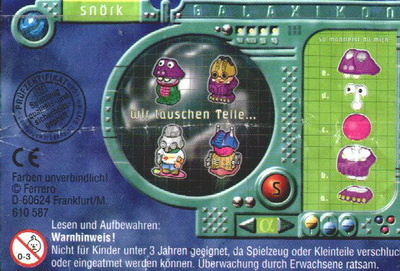 snörk
GALAXIKON
so montierst du mich:
PRÜFZERTIFIKAT
Wir tauschen Teile...
a.
b.
c.
S
α
CE
Farben unverbindlich!
© Ferrero
D-60624 Frankfurt/M.
610 587
Lesen und Aufbewahren:
Warnhinweis!
0-3
Nicht für Kinder unter 3 Jahren geeignet, da Spielzeug oder Kleinteile verschluc
oder eingeatmet werden können. Überwachung durch Erwachsene ratsam.